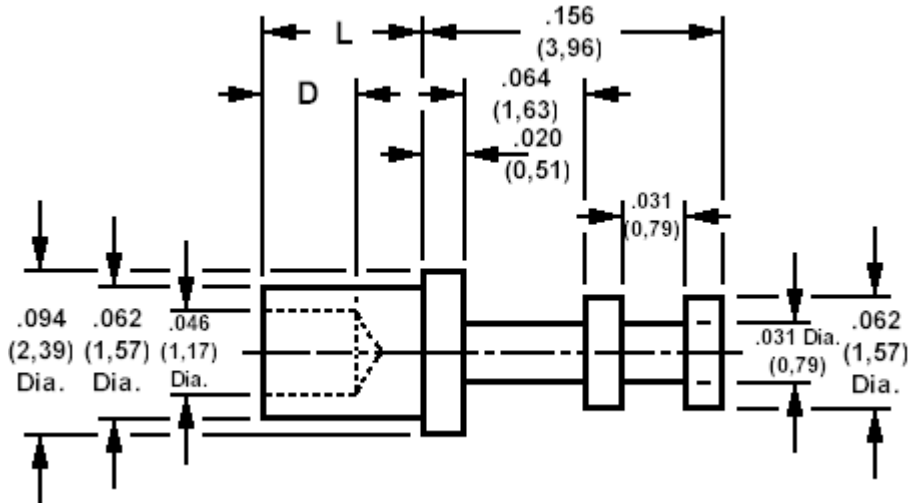 L
.156
(3,96)
D
.064
(1,63)
.020
(0,51)
.031
(0,79)
.094
(2,39)
Dia.
.062
(1,57)
Dia.
.046
(1,17)
Dia.
.031 Dia.
(0,79)
.062
(1,57)
Dia.